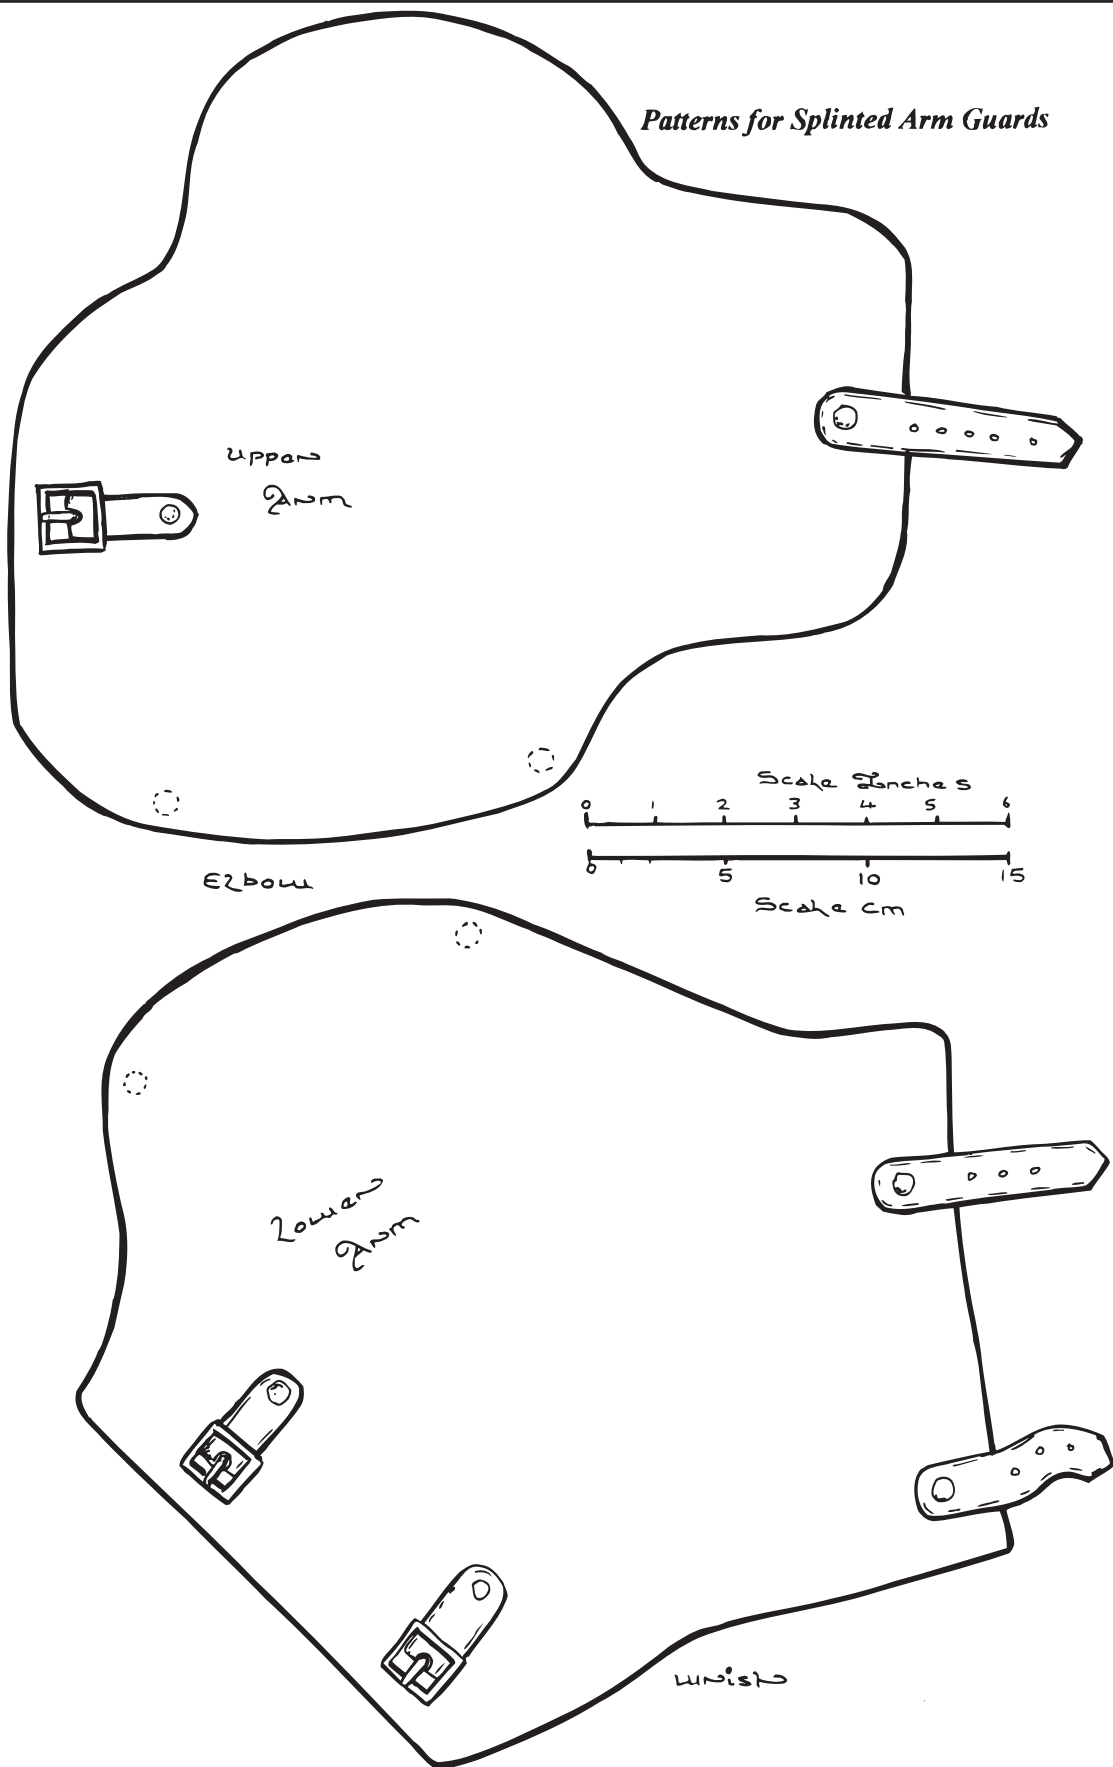 Patterns for Splinted Arm Guards
Upper
Arm
Scale Inches
0 1 2 3 4 5 6
0 5 10 15
Scale cm
Elbow
Lower
Arm
Wrist